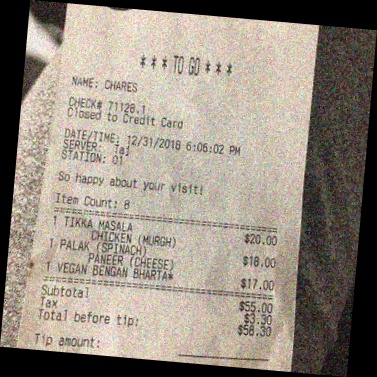 *** TO GO ***
NAME: CHARES
CHECK# 71128.1
Closed to Credit Card
DATE/TIME: 12/31/2018 6:06:02 PM
SERVER: Taj
STATION: 01
So happy about your visit!
Item Count: 8
1 TIKKA MASALA
CHICKEN (MURGH) $20.00
1 PALAK (SPINACH)
PANEER (CHEESE) $18.00
1 VEGAN BENGAN BHARTA* $17.00
Subtotal $55.00
Tax $3.30
Total before tip: $58.30
Tip amount: